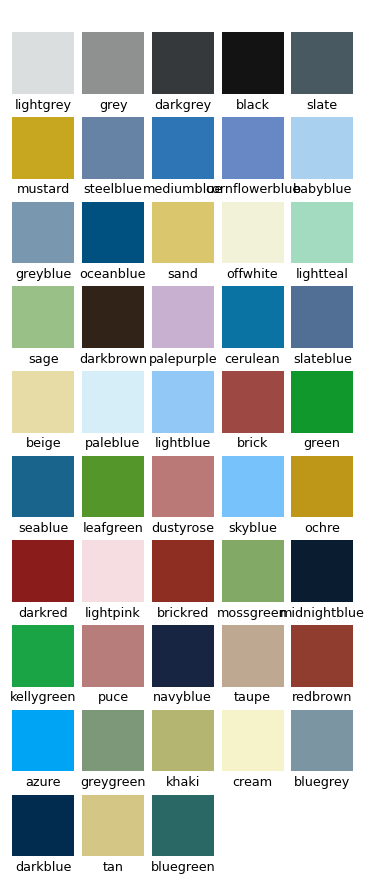 lightgrey grey darkgrey black slate
mustard steelblue mediumblue cornflowerblue babyblue
greyblue oceanblue sand offwhite lightteal
sage darkbrown palepurple cerulean slateblue
beige paleblue lightblue brick green
seablue leafgreen dustyrose skyblue ochre
darkred lightpink brickred mossgreen midnightblue
kellygreen puce navyblue taupe redbrown
azure greygreen khaki cream bluegrey
darkblue tan bluegreen